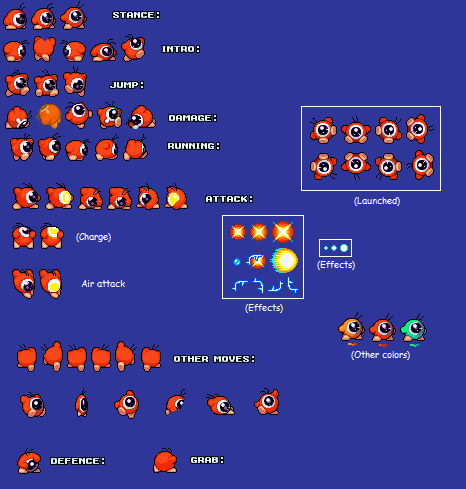 STANCE:
INTRO:
JUMP:
DAMAGE:
RUNNING:
(Launched)
ATTACK:
(Charge)
(Effects)
Air attack
(Effects)
(Other colors)
OTHER MOVES:
DEFENCE:
GRAB: